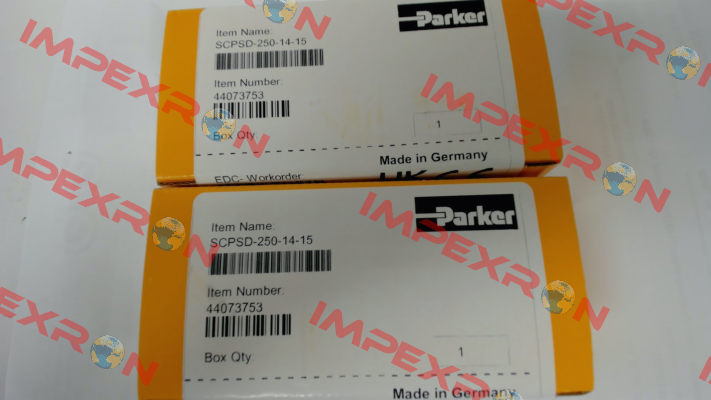 Parker
Item Name:
SCPSD-250-14-15
Item Number:
44073753
Box Qty:
1
Made in Germany
EDC- Workorder:
Parker
Item Name:
SCPSD-250-14-15
Item Number:
44073753
Box Qty:
1
Made in Germany
IMPEXRON
IMPEXRON
IMPEXRON
IMPEXRON
IMPEXRON
IMPEXRON